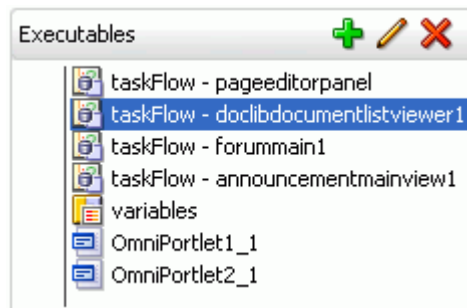 Executables
taskFlow - pageeditorpanel
taskFlow - doclibdocumentlistviewer1
taskFlow - forummain1
taskFlow - announcementmainview1
variables
OmniPortlet1_1
OmniPortlet2_1